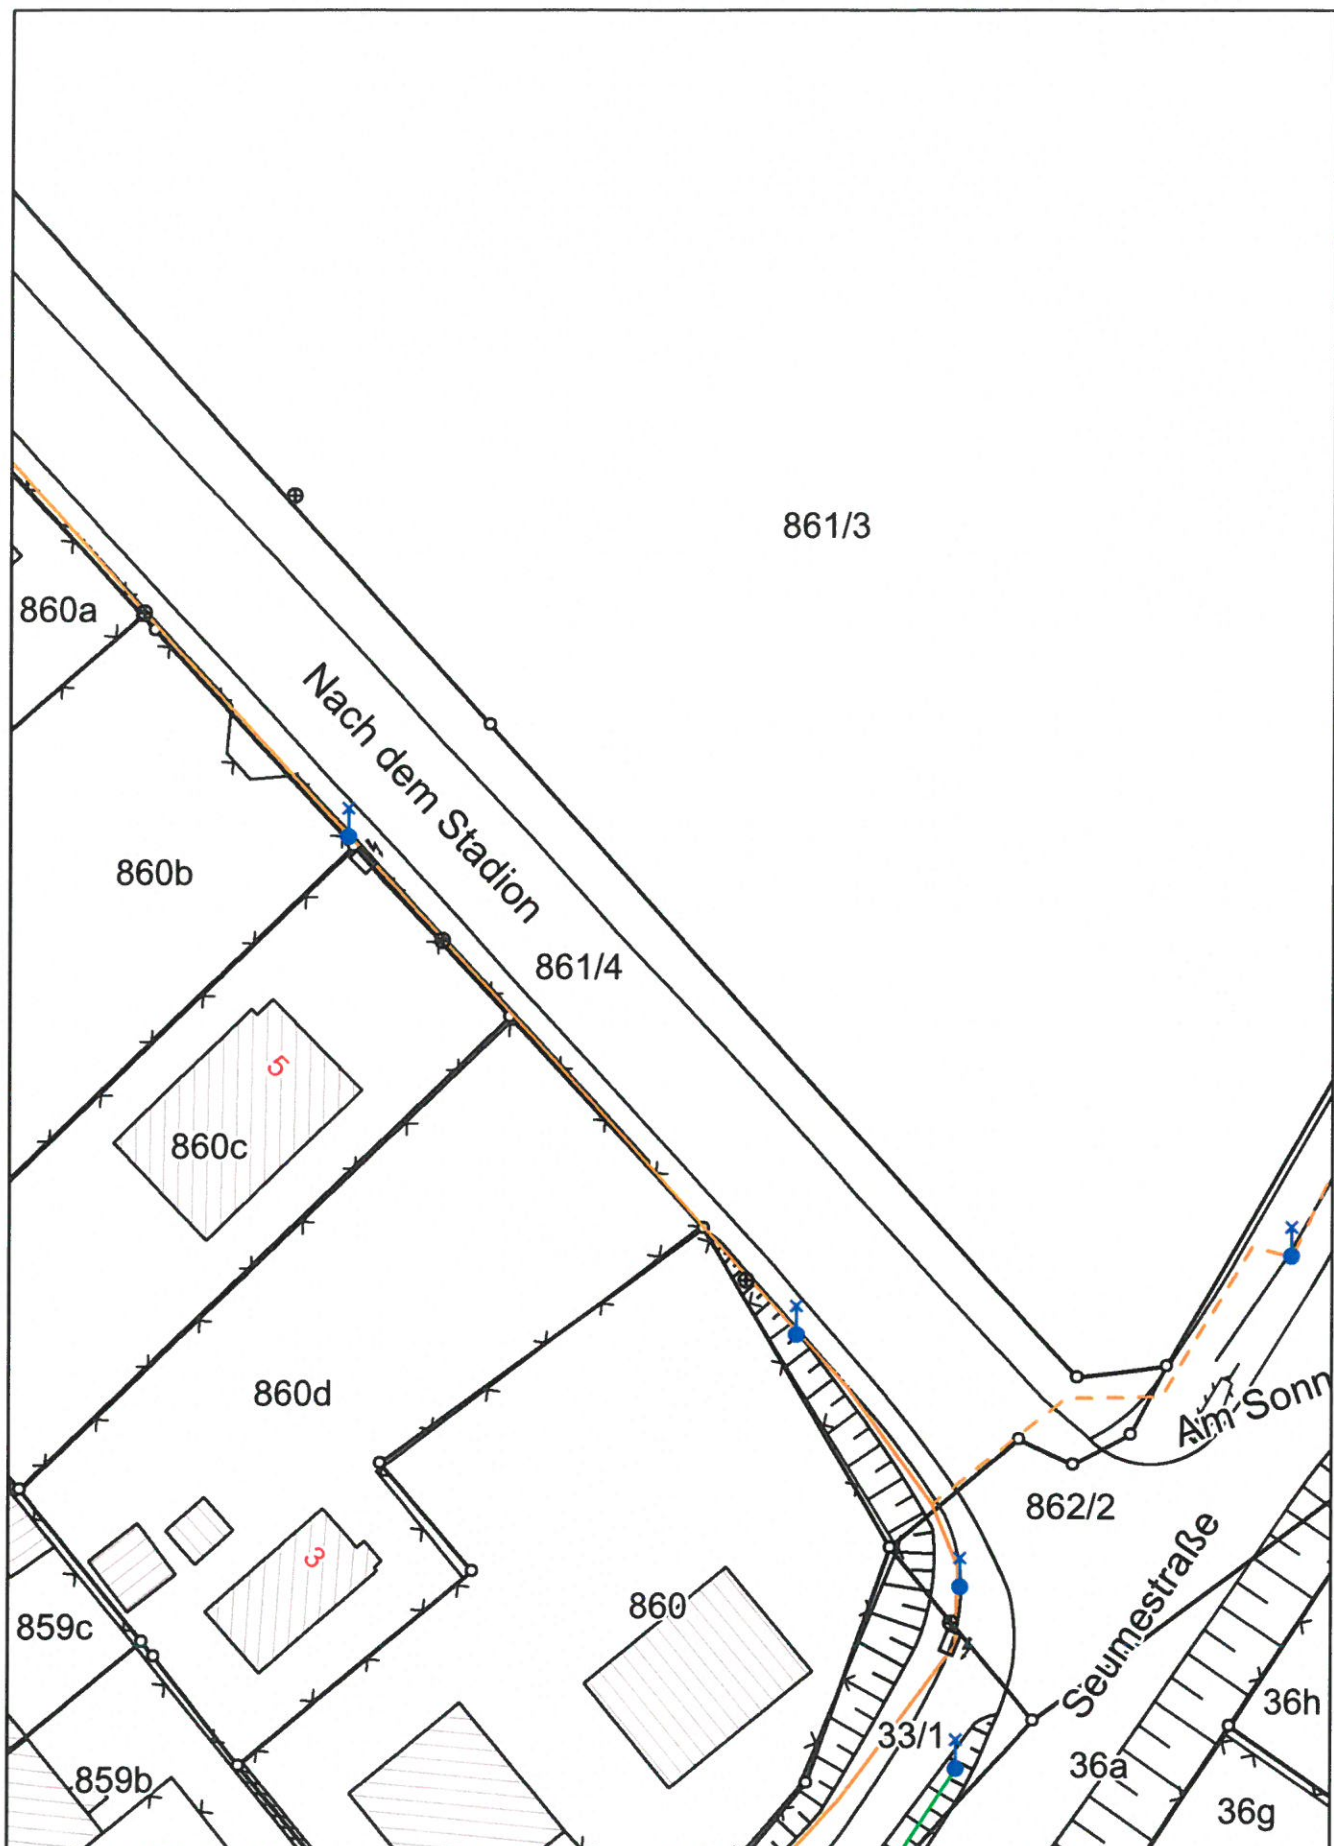 861/3
860a
Nach dem Stadion
860b
861/4
5
860c
860d
Am Sonn
862/2
3
860
859c
Seumestraße
36h
33/1
36a
859b
36g